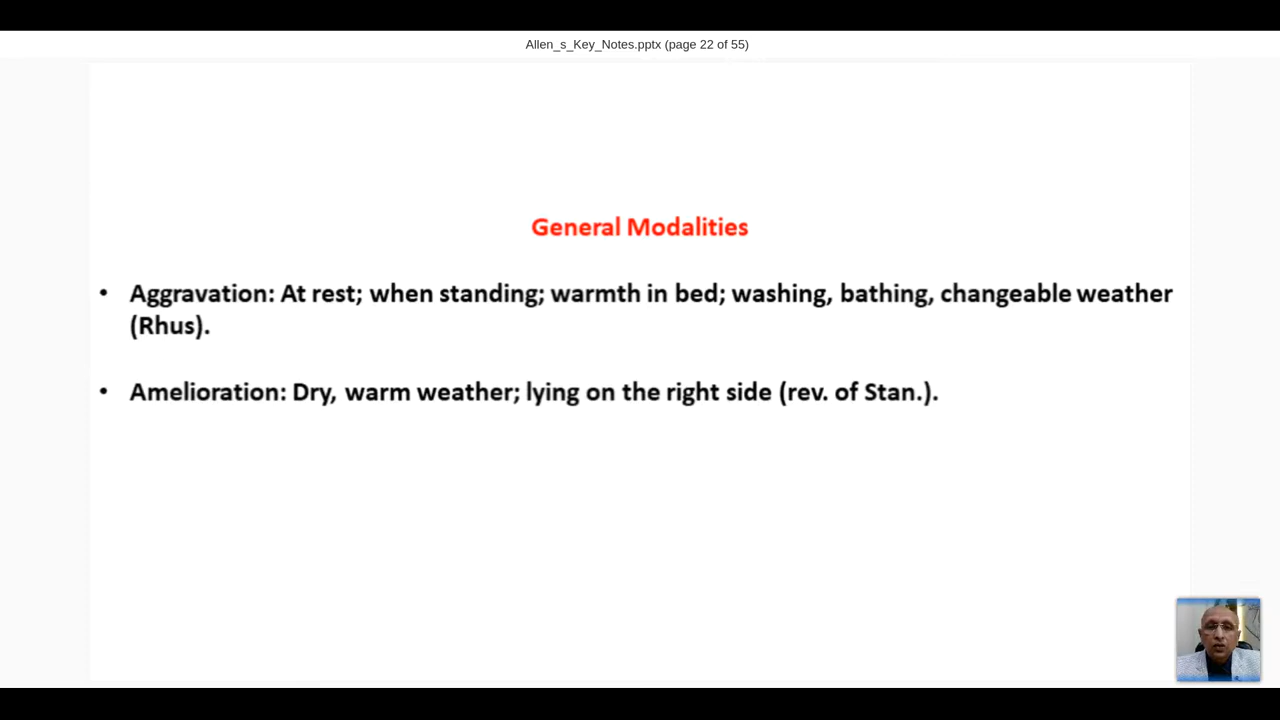 Allen_s_Key_Notes.pptx (page 22 of 55)
General Modalities
• Aggravation: At rest; when standing; warmth in bed; washing, bathing, changeable weather
(Rhus).
• Amelioration: Dry, warm weather; lying on the right side (rev. of Stan.).